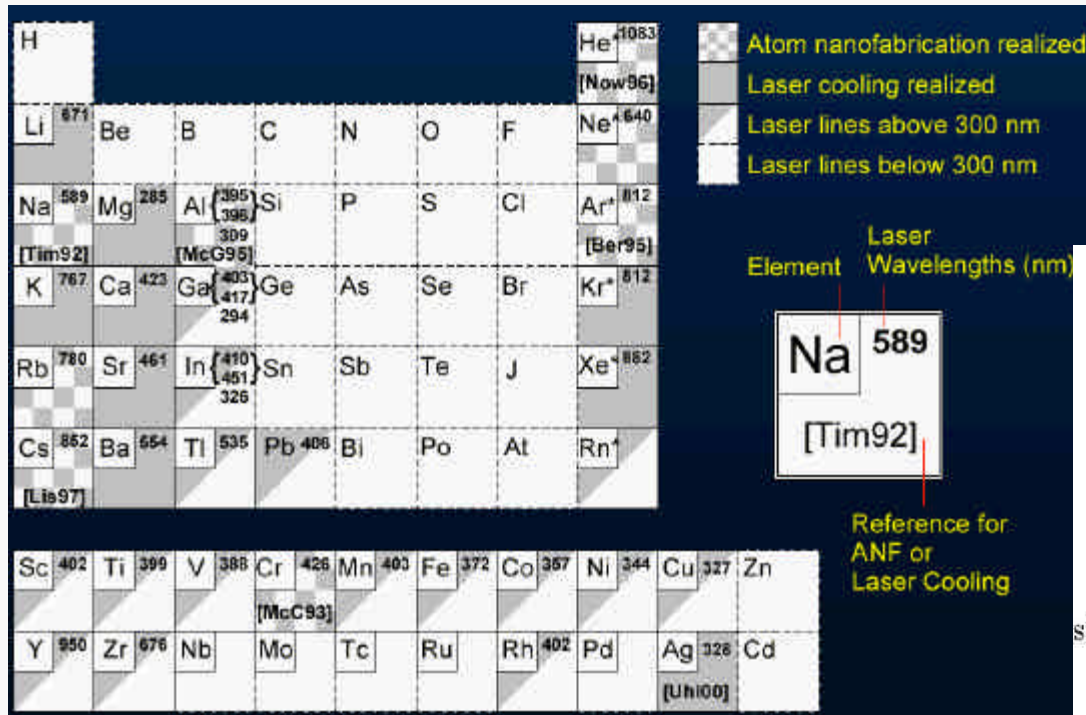 H He* 1083
[Now96]
Li 671 Be B C N O F Ne* 640
Na 589 Mg 285 Al {395 396} 309 Si P S Cl Ar* 812
[Tim92] [McG95] [Ber95]
K 767 Ca 423 Ga {403 417} 294 Ge As Se Br Kr* 812
Rb 780 Sr 461 In {410 451} 326 Sn Sb Te J Xe* 882
Cs 852 Ba 554 Tl 535 Pb 406 Bi Po At Rn*
[Lis97]
Sc 402 Ti 399 V 388 Cr 426 Mn 403 Fe 372 Co 357 Ni 344 Cu 327 Zn
[McC93]
Y 950 Zr 676 Nb Mo Tc Ru Rh 402 Pd Ag 328 Cd
[Uhl00]
Atom nanofabrication realized
Laser cooling realized
Laser lines above 300 nm
Laser lines below 300 nm
Element
Laser
Wavelengths (nm)
Na 589
[Tim92]
Reference for
ANF or
Laser Cooling
s